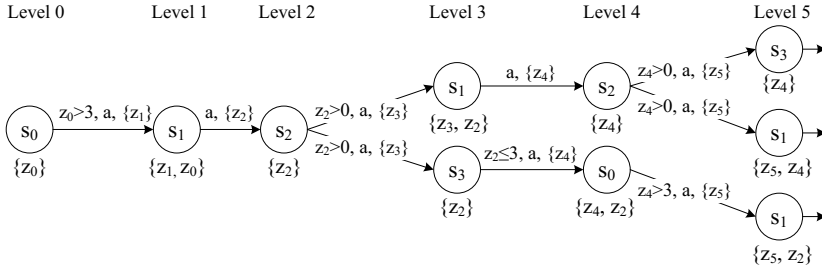 Level 0 Level 1 Level 2 Level 3 Level 4 Level 5
s0 z0>3, a, {z1} s1 a, {z2} s2
{z0} {z1, z0} {z2}
z2>0, a, {z3} s1 a, {z4} s2
{z3, z2} {z4}
z2>0, a, {z3} s3 z2≤3, a, {z4} s0
{z2} {z4, z2}
z4>0, a, {z5} s3
{z4}
z4>0, a, {z5} s1
{z5, z4}
z4>3, a, {z5} s1
{z5, z2}